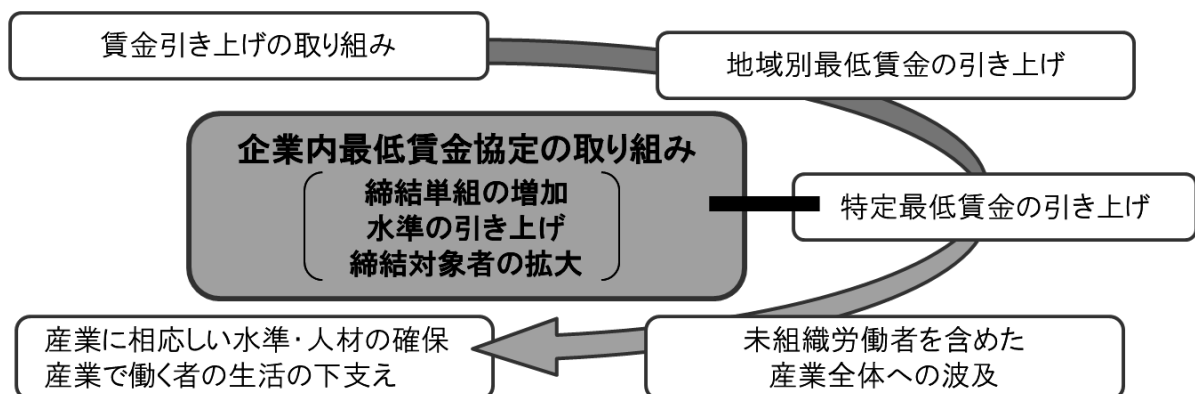 賃金引き上げの取り組み
地域別最低賃金の引き上げ
企業内最低賃金協定の取り組み
締結単組の増加
水準の引き上げ
締結対象者の拡大
特定最低賃金の引き上げ
未組織労働者を含めた
産業全体への波及
産業に相応しい水準・人材の確保
産業で働く者の生活の下支え